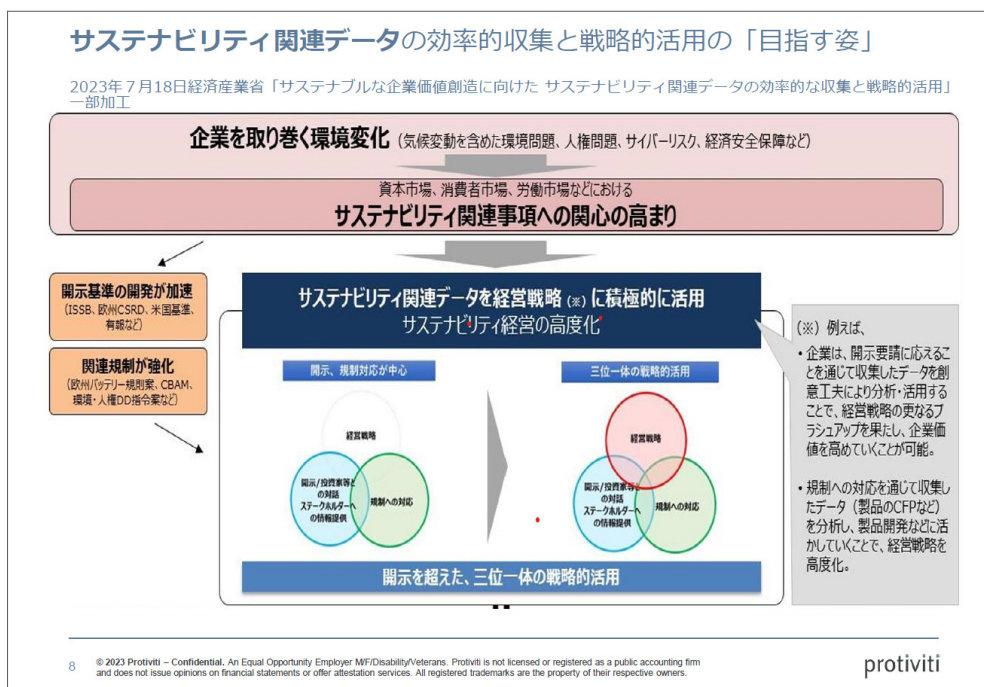 サステナビリティ関連データの効率的収集と戦略的活用の「目指す姿」
2023年７月18日経済産業省「サステナブルな企業価値創造に向けた サステナビリティ関連データの効率的な収集と戦略的活用」
一部加工
企業を取り巻く環境変化（気候変動を含めた環境問題、人権問題、サイバーリスク、経済安全保障など）
資本市場、消費者市場、労働市場などにおける
サステナビリティ関連事項への関心の高まり
開示基準の開発が加速
（ISSB、欧州CSRD、米国基準、
有報など）
関連規制が強化
（欧州バッテリー規則案、CBAM、
環境・人権DD指令案など）
サステナビリティ関連データを経営戦略（※）に積極的に活用
サステナビリティ経営の高度化
開示、規制対応が中心
経営戦略
開示/投資家等と
の対話
ステークホルダーへ
の情報提供
規制への対応
三位一体の戦略的活用
経営戦略
開示/投資家等と
の対話
ステークホルダーへ
の情報提供
規制への対応
開示を超えた、三位一体の戦略的活用
（※）例えば、
・企業は、開示要請に応えるこ
とを通じて収集したデータを創
意工夫により分析・活用する
ことで、経営戦略の更なるブ
ラシュアップを果たし、企業価
値を高めていくことが可能。
・規制への対応を通じて収集し
たデータ（製品のCFPなど）
を分析し、製品開発などに活
かしていくことで、経営戦略を
高度化。
8
© 2023 Protiviti – Confidential. An Equal Opportunity Employer M/F/Disability/Veterans. Protiviti is not licensed or registered as a public accounting firm
and does not issue opinions on financial statements or offer attestation services. All registered trademarks are the property of their respective owners.
protiviti